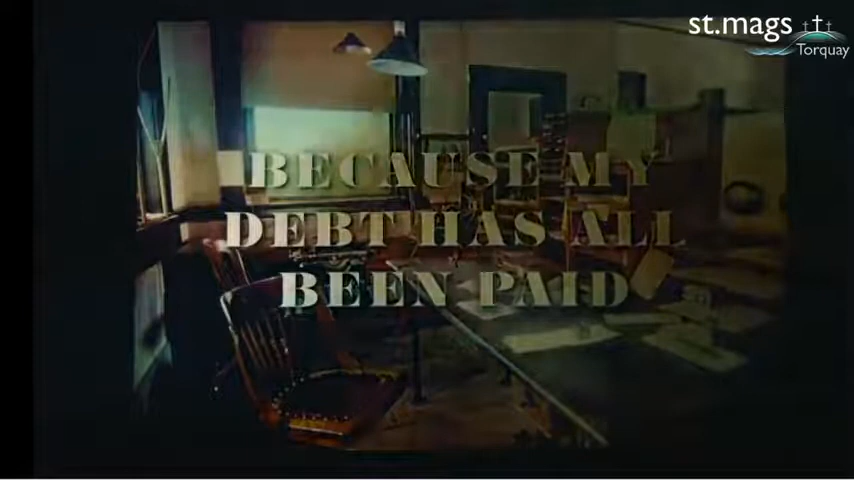 st.mags
Torquay
BECAUSE MY
DEBT HAS ALL
BEEN PAID